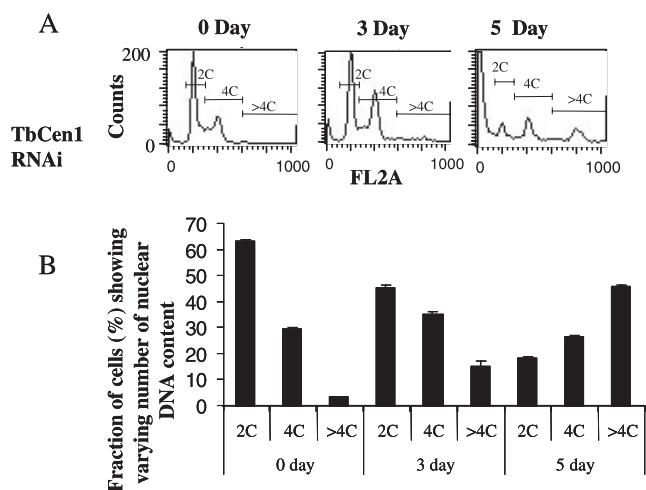 A
0 Day
3 Day
5 Day
TbCen1
RNAi
Counts
200
0
2C
4C
>4C
0
1000
2C
4C
>4C
0
1000
2C
4C
>4C
0
1000
FL2A
B
Fraction of cells (%) showing
varying number of nuclear
DNA content
70
60
50
40
30
20
10
0
2C 4C >4C 2C 4C >4C 2C 4C >4C
0 day 3 day 5 day